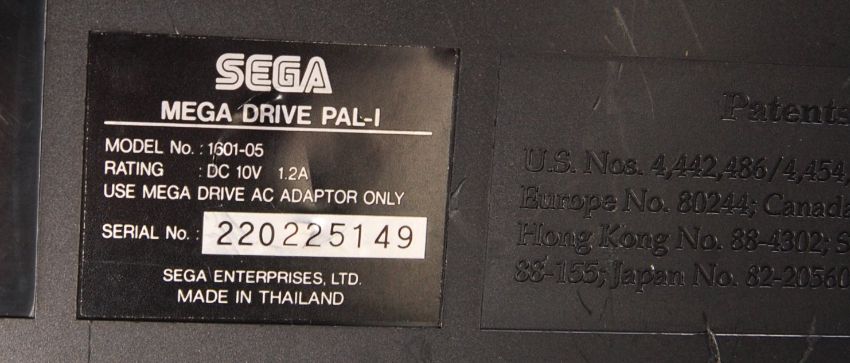 SEGA
MEGA DRIVE PAL-I
MODEL No. : 1601-05
RATING : DC 10V 1.2A
USE MEGA DRIVE AC ADAPTOR ONLY
SERIAL No. : 220225149
SEGA ENTERPRISES, LTD.
MADE IN THAILAND
Patents
U.S. Nos. 4,442,486/4,454,
Europe No. 80244; Canada
Hong Kong No. 88-4302; S
88-155; Japan No. 82-20560